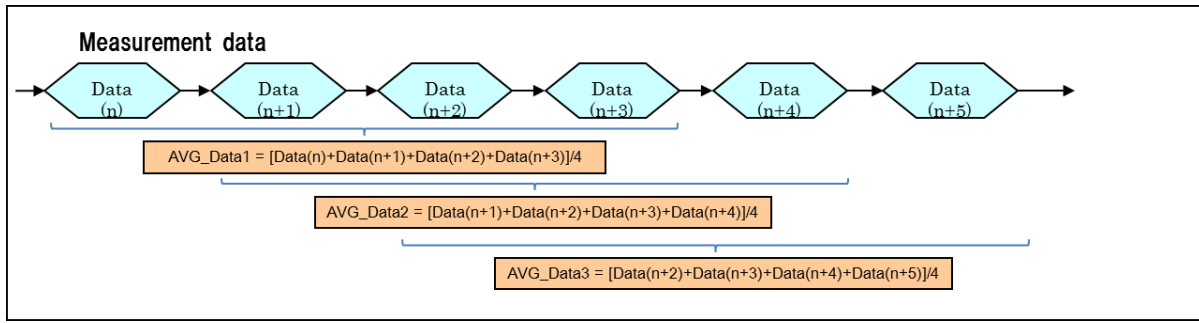 Measurement data
Data Data Data Data Data Data
(n) (n+1) (n+2) (n+3) (n+4) (n+5)
AVG_Data1 = [Data(n)+Data(n+1)+Data(n+2)+Data(n+3)]/4
AVG_Data2 = [Data(n+1)+Data(n+2)+Data(n+3)+Data(n+4)]/4
AVG_Data3 = [Data(n+2)+Data(n+3)+Data(n+4)+Data(n+5)]/4